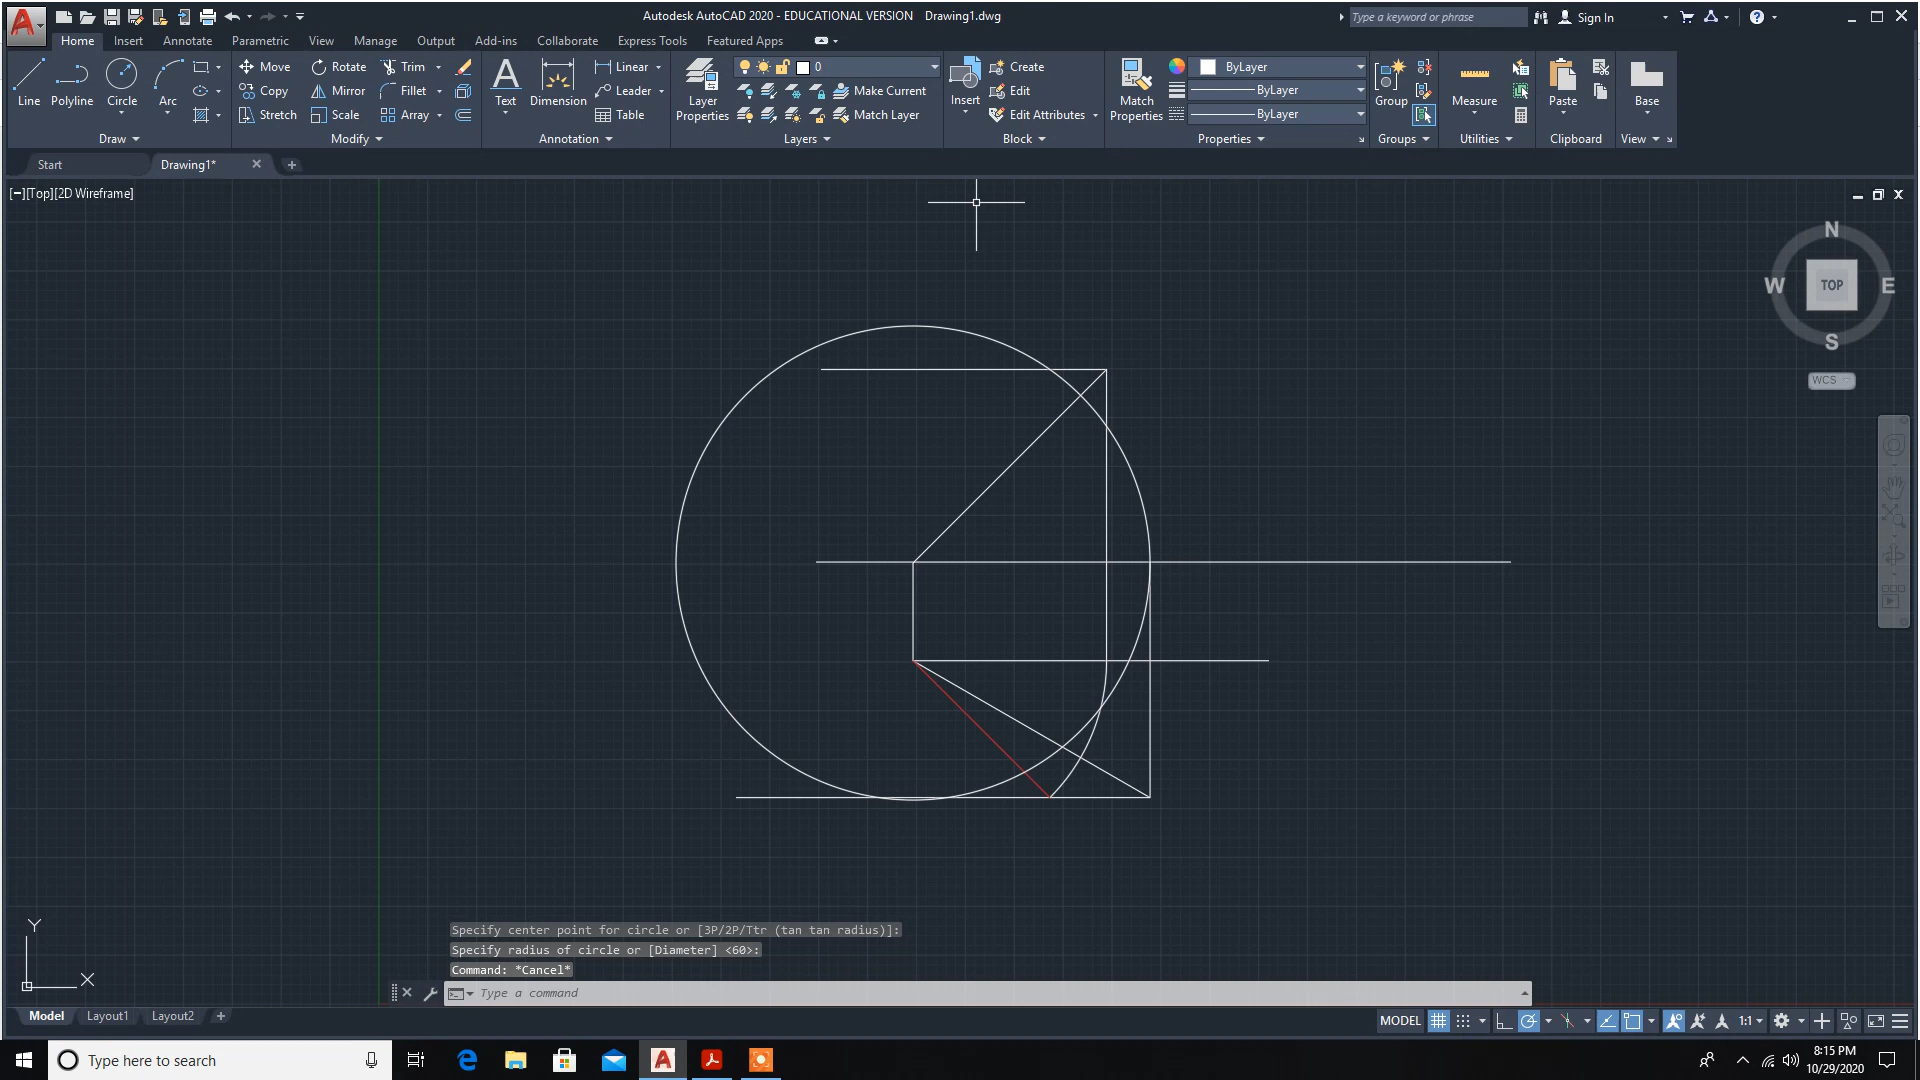 Autodesk AutoCAD 2020 - EDUCATIONAL VERSION Drawing1.dwg
Type a keyword or phrase
Sign In
Home Insert Annotate Parametric View Manage Output Add-ins Collaborate Express Tools Featured Apps
Line Polyline Circle Arc
Move Rotate Trim
Copy Mirror Fillet
Stretch Scale Array
Text Dimension
Linear
Leader
Table
Layer
Properties
0
Make Current
Match Layer
Insert
Create
Edit
Edit Attributes
Match
Properties
ByLayer
ByLayer
ByLayer
Group
Measure
Paste
Base
Draw Modify Annotation Layers Block Properties Groups Utilities Clipboard View
Start Drawing1*
[−][Top][2D Wireframe]
N
W TOP E
S
WCS
Y
X
Specify center point for circle or [3P/2P/Ttr (tan tan radius)]:
Specify radius of circle or [Diameter] <60>:
Command: *Cancel*
Type a command
Model Layout1 Layout2 +
MODEL 1:1
Type here to search
8:15 PM
10/29/2020